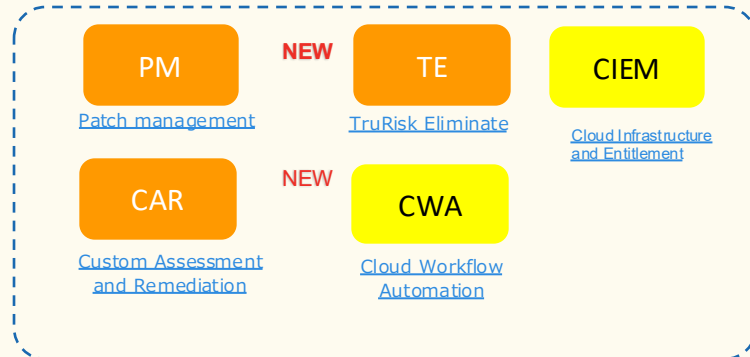 PM
NEW
TE
CIEM
Patch management
TruRisk Eliminate
Cloud Infrastructure
and Entitlement
CAR
NEW
CWA
Custom Assessment
and Remediation
Cloud Workflow
Automation